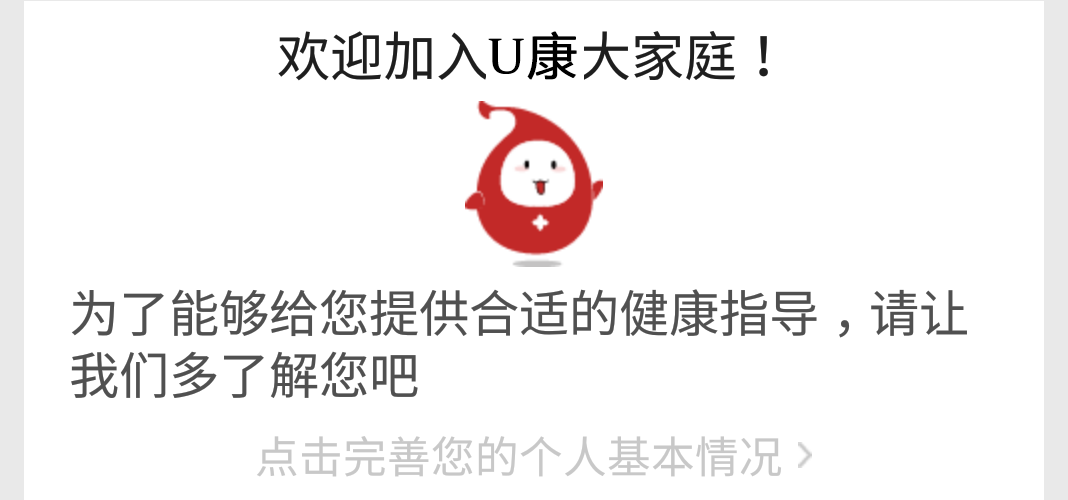 欢迎加入U康大家庭！
为了能够给您提供合适的健康指导，请让
我们多了解您吧
点击完善您的个人基本情况 >